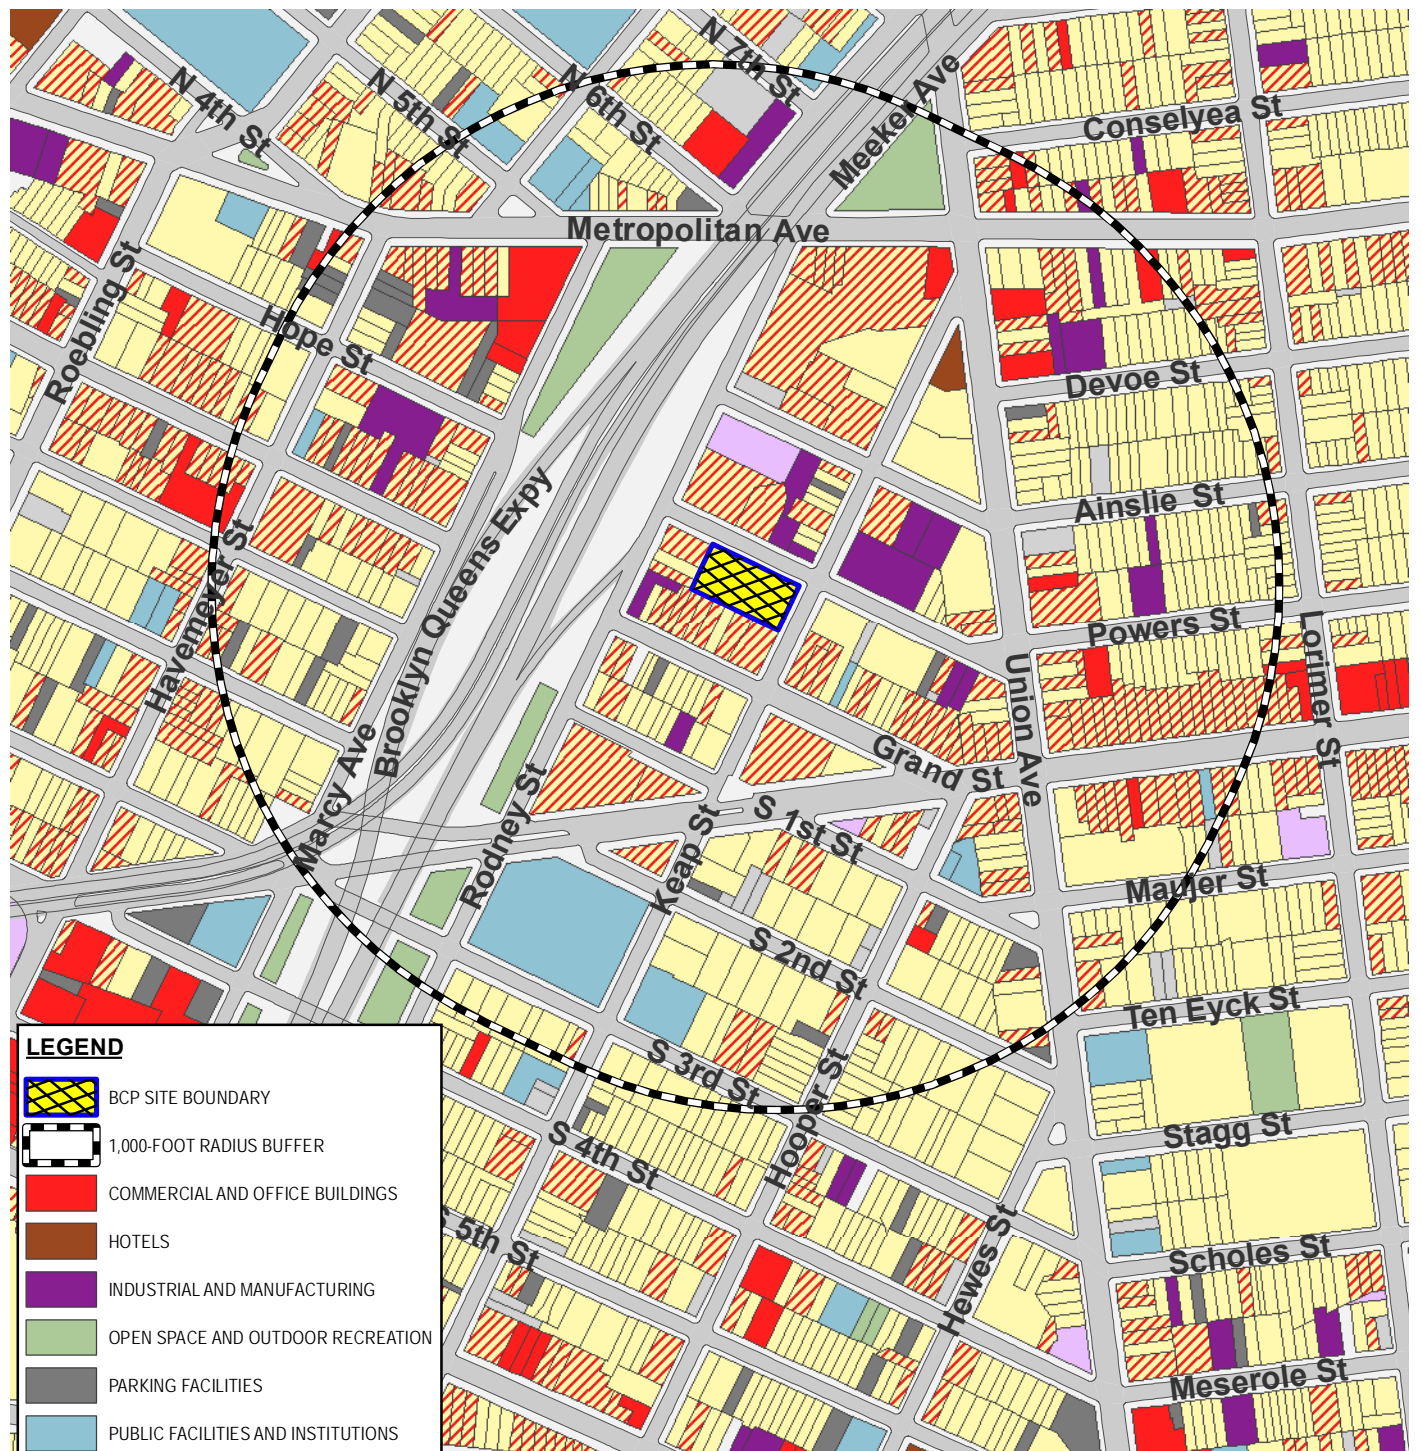 N 7th St
N 4th St
N 5th St
N 6th St
Meeker Ave
Conselyea St
Metropolitan Ave
Roebling St
Hope St
Devoe St
Ainslie St
Brooklyn Queens Expy
Havemeyer St
Powers St
Lorimer St
Union Ave
Grand St
Marcy Ave
Rodney St
Keap St
S 1st St
Maujer St
S 2nd St
Ten Eyck St
S 3rd St
Hooper St
Stagg St
S 4th St
S 5th St
Hewes St
Scholes St
Meserole St
LEGEND
BCP SITE BOUNDARY
1,000-FOOT RADIUS BUFFER
COMMERCIAL AND OFFICE BUILDINGS
HOTELS
INDUSTRIAL AND MANUFACTURING
OPEN SPACE AND OUTDOOR RECREATION
PARKING FACILITIES
PUBLIC FACILITIES AND INSTITUTIONS